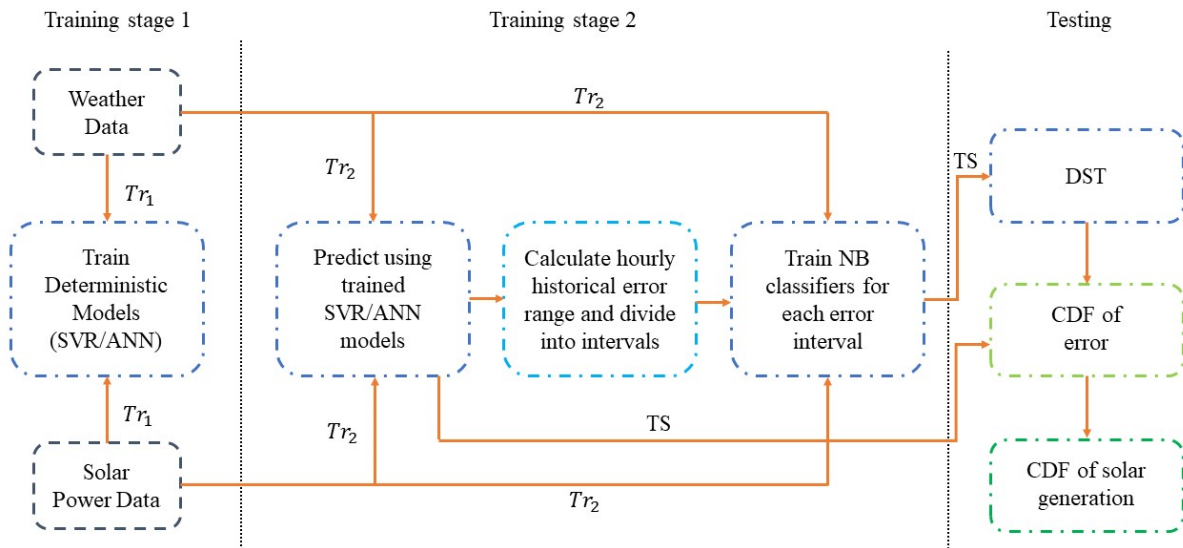 Training stage 1
Training stage 2
Testing
Weather
Data
Tr₂
Tr₁
Tr₂
TS
DST
Train
Deterministic
Models
(SVR/ANN)
Predict using
trained
SVR/ANN
models
Calculate hourly
historical error
range and divide
into intervals
Train NB
classifiers for
each error
interval
CDF of
error
Tr₁
Tr₂
TS
Solar
Power Data
Tr₂
CDF of solar
generation